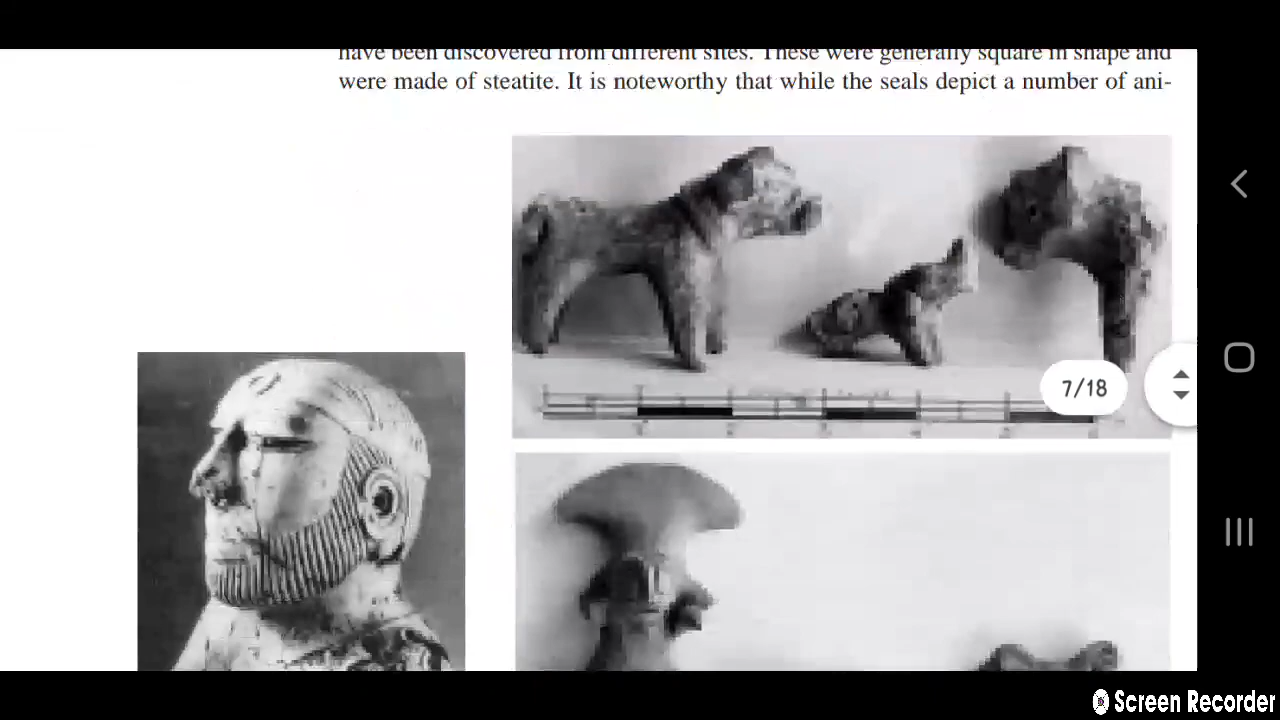 have been discovered from different sites. These were generally square in shape and
were made of steatite. It is noteworthy that while the seals depict a number of ani-
7/18
Screen Recorder